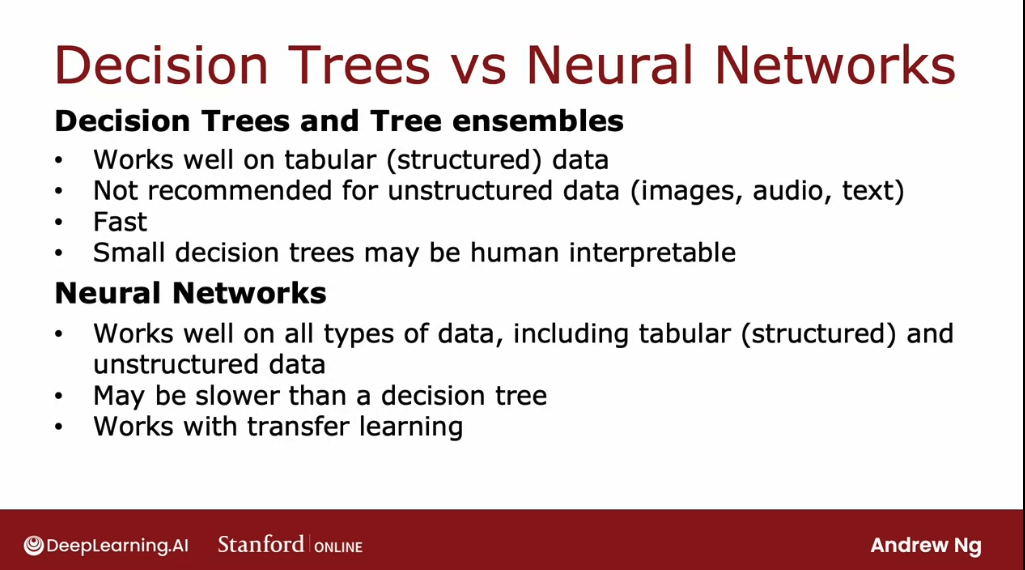 Decision Trees vs Neural Networks
Decision Trees and Tree ensembles
• Works well on tabular (structured) data
• Not recommended for unstructured data (images, audio, text)
• Fast
• Small decision trees may be human interpretable
Neural Networks
• Works well on all types of data, including tabular (structured) and
unstructured data
• May be slower than a decision tree
• Works with transfer learning
DeepLearning.AI Stanford ONLINE Andrew Ng